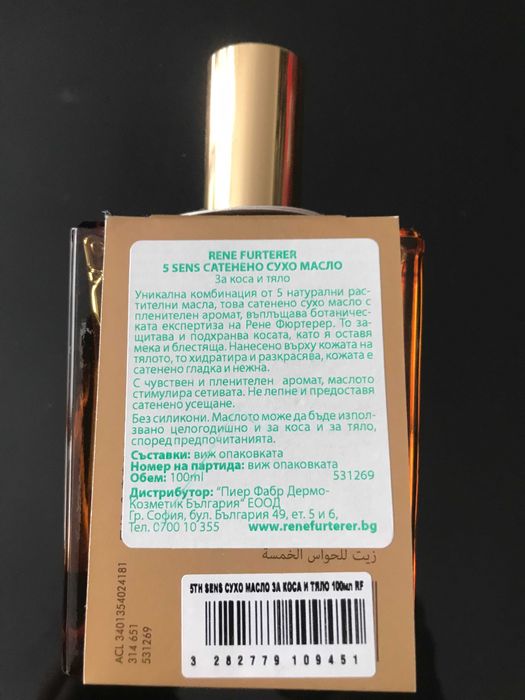 RENE FURTERER
5 SENS САТЕНЕНО СУХО МАСЛО
За коса и тяло
Уникална комбинация от 5 натурални рас-
тителни масла, това сатенено сухо масло с
пленителен аромат, въплъщава ботаничес-
ката експертиза на Рене Фюртерер. То за-
щитава и подхранва косата, като я оставя
мека и блестяща. Нанесено върху кожата на
тялото, то хидратира и разкрасява, кожата е
сатенено гладка и нежна.
С чувствен и пленителен аромат, маслото
стимулира сетивата. Не лепне и предоставя
сатенено усещане.
Без силикони. Маслото може да бъде изпол-
звано целогодишно и за коса и за тяло,
според предпочитанията.
Съставки: виж опаковката
Номер на партида: виж опаковката
Обем: 100ml 531269
Дистрибутор: "Пиер Фабр Дермо-
Козметик България" ЕООД
Гр. София, бул. България 49, ет. 5 и 6,
Тел. 0700 10 355 www.renefurterer.bg
زيت للحواس الخمسة
5TH SENS СУХО МАСЛО ЗА КОСА И ТЯЛО 100мл RF
3 282779 109451
ACL 3401354024181
314 651
531269